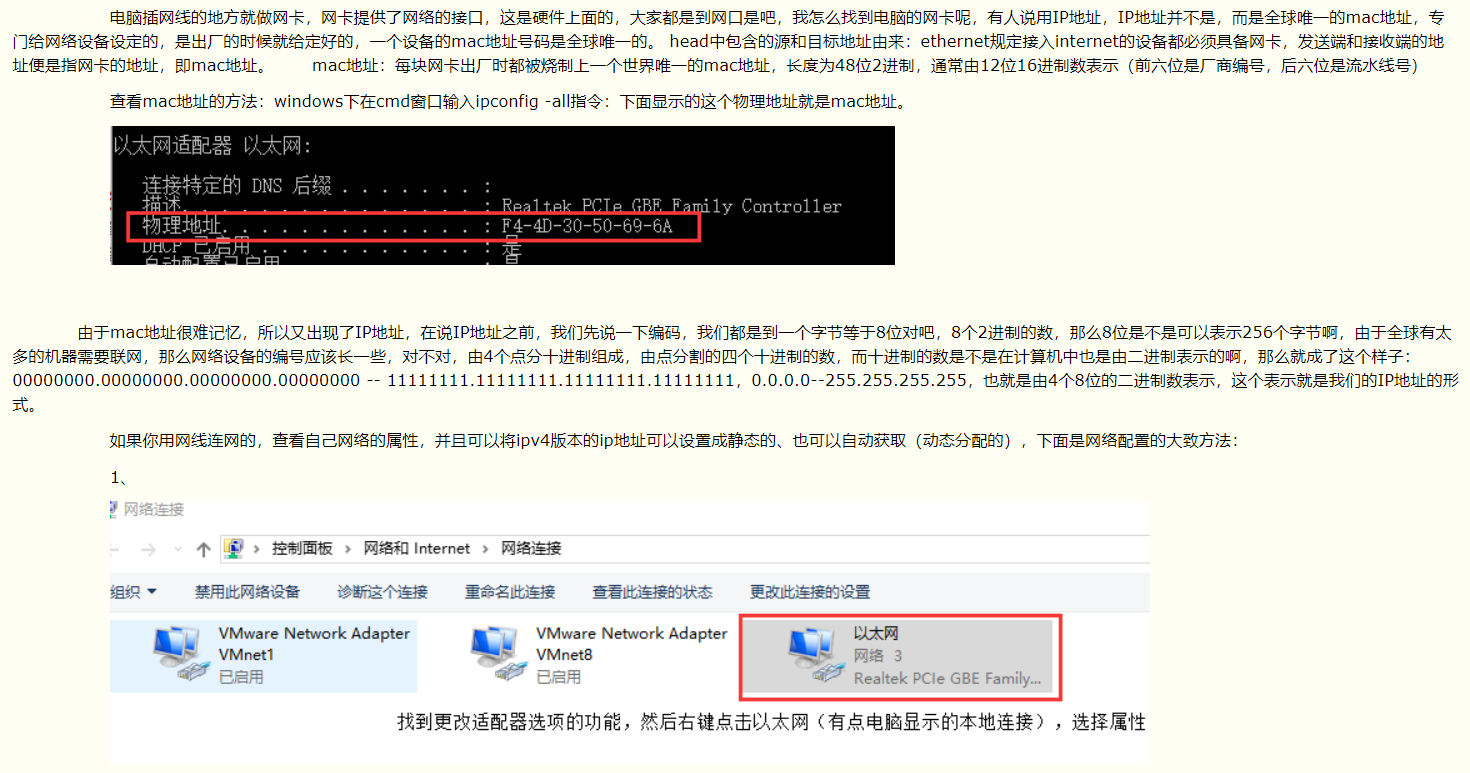 电脑插网线的地方就做网卡，网卡提供了网络的接口，这是硬件上面的，大家都是到网口是吧，我怎么找到电脑的网卡呢，有人说用IP地址，IP地址并不是，而是全球唯一的mac地址，专
门给网络设备设定的，是出厂的时候就给定好的，一个设备的mac地址号码是全球唯一的。 head中包含的源和目标地址由来：ethernet规定接入internet的设备都必须具备网卡，发送端和接收端的地
址便是指网卡的地址，即mac地址。 mac地址：每块网卡出厂时都被烧制上一个世界唯一的mac地址，长度为48位2进制，通常由12位16进制数表示（前六位是厂商编号，后六位是流水线号）
查看mac地址的方法：windows下在cmd窗口输入ipconfig -all指令：下面显示的这个物理地址就是mac地址。
以太网适配器 以太网:
连接特定的 DNS 后缀 . . . . . . . :
描述. . . . . . . . . . . . . . . : Realtek PCIe GBE Family Controller
物理地址. . . . . . . . . . . . . : F4-4D-30-50-69-6A
DHCP 已启用 . . . . . . . . . . . : 是
自动配置已启用. . . . . . . . . . : 是
由于mac地址很难记忆，所以又出现了IP地址，在说IP地址之前，我们先说一下编码，我们都是到一个字节等于8位对吧，8个2进制的数，那么8位是不是可以表示256个字节啊，由于全球有太
多的机器需要联网，那么网络设备的编号应该长一些，对不对，由4个点分十进制组成，由点分割的四个十进制的数，而十进制的数是不是在计算机中也是由二进制表示的啊，那么就成了这个样子：
00000000.00000000.00000000.00000000 -- 11111111.11111111.11111111.11111111，0.0.0.0--255.255.255.255，也就是由4个8位的二进制数表示，这个表示就是我们的IP地址的形
式。
如果你用网线连网的，查看自己网络的属性，并且可以将ipv4版本的ip地址可以设置成静态的、也可以自动获取（动态分配的），下面是网络配置的大致方法：
1、
网络连接
控制面板 › 网络和 Internet › 网络连接
组织 禁用此网络设备 诊断这个连接 重命名此连接 查看此连接的状态 更改此连接的设置
VMware Network Adapter
VMnet1
已启用
VMware Network Adapter
VMnet8
已启用
以太网
网络 3
Realtek PCIe GBE Family...
找到更改适配器选项的功能，然后右键点击以太网（有点电脑显示的本地连接），选择属性